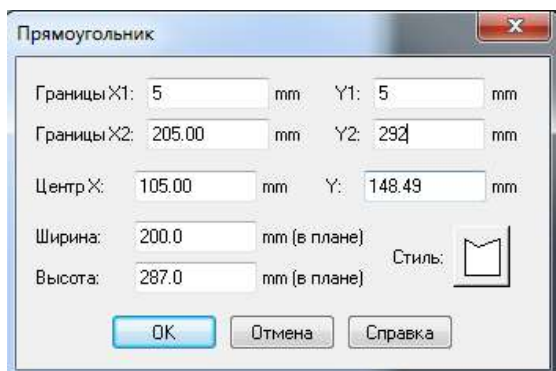 Прямоугольник
Границы X1: 5 mm Y1: 5 mm
Границы X2: 205.00 mm Y2: 292 mm
Центр X: 105.00 mm Y: 148.49 mm
Ширина: 200.0 mm (в плане)
Стиль:
Высота: 287.0 mm (в плане)
OK Отмена Справка